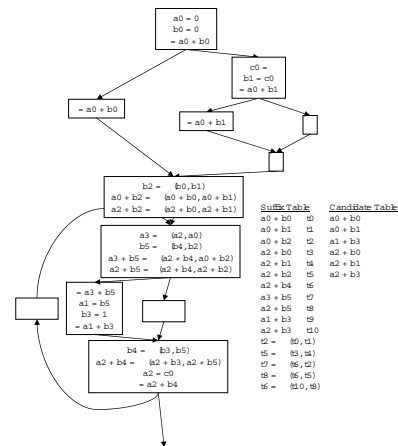 a0 = 0
b0 = 0
= a0 + b0
c0 =
b1 = c0
= a0 + b1
= a0 + b0
= a0 + b1
b2 = (b0,b1)
a0 + b2 = (a0 + b0,a0 + b1)
a2 + b2 = (a2 + b0,a2 + b1)
a3 = (a2,a0)
b5 = (b4,b2)
a3 + b5 = (a2 + b4,a0 + b2)
a2 + b5 = (a2 + b4,a2 + b2)
= a3 + b5
a1 = b5
b3 = 1
= a1 + b3
b4 = (b3,b5)
a2 + b4 = (a2 + b3,a2 + b5)
a2 = c0
= a2 + b4
Suffix Table
a0 + b0 t0
a0 + b1 t1
a0 + b2 t2
a2 + b0 t3
a2 + b1 t4
a2 + b2 t5
a2 + b4 t6
a3 + b5 t7
a2 + b5 t8
a1 + b3 t9
a2 + b3 t10
t2 = (t0,t1)
t5 = (t3,t4)
t7 = (t6,t2)
t8 = (t6,t5)
t6 = (t10,t8)
Candidate Table
a0 + b0
a0 + b1
a1 + b3
a2 + b0
a2 + b1
a2 + b3